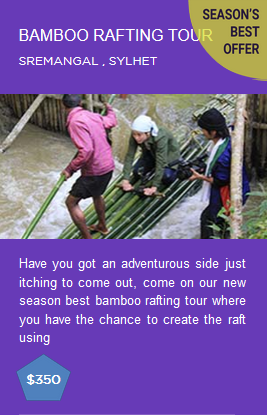 SEASON'S
BEST
OFFER
BAMBOO RAFTING TOUR
SREMANGAL , SYLHET
Have you got an adventurous side just
itching to come out, come on our new
season best bamboo rafting tour where
you have the chance to create the raft
using
$350